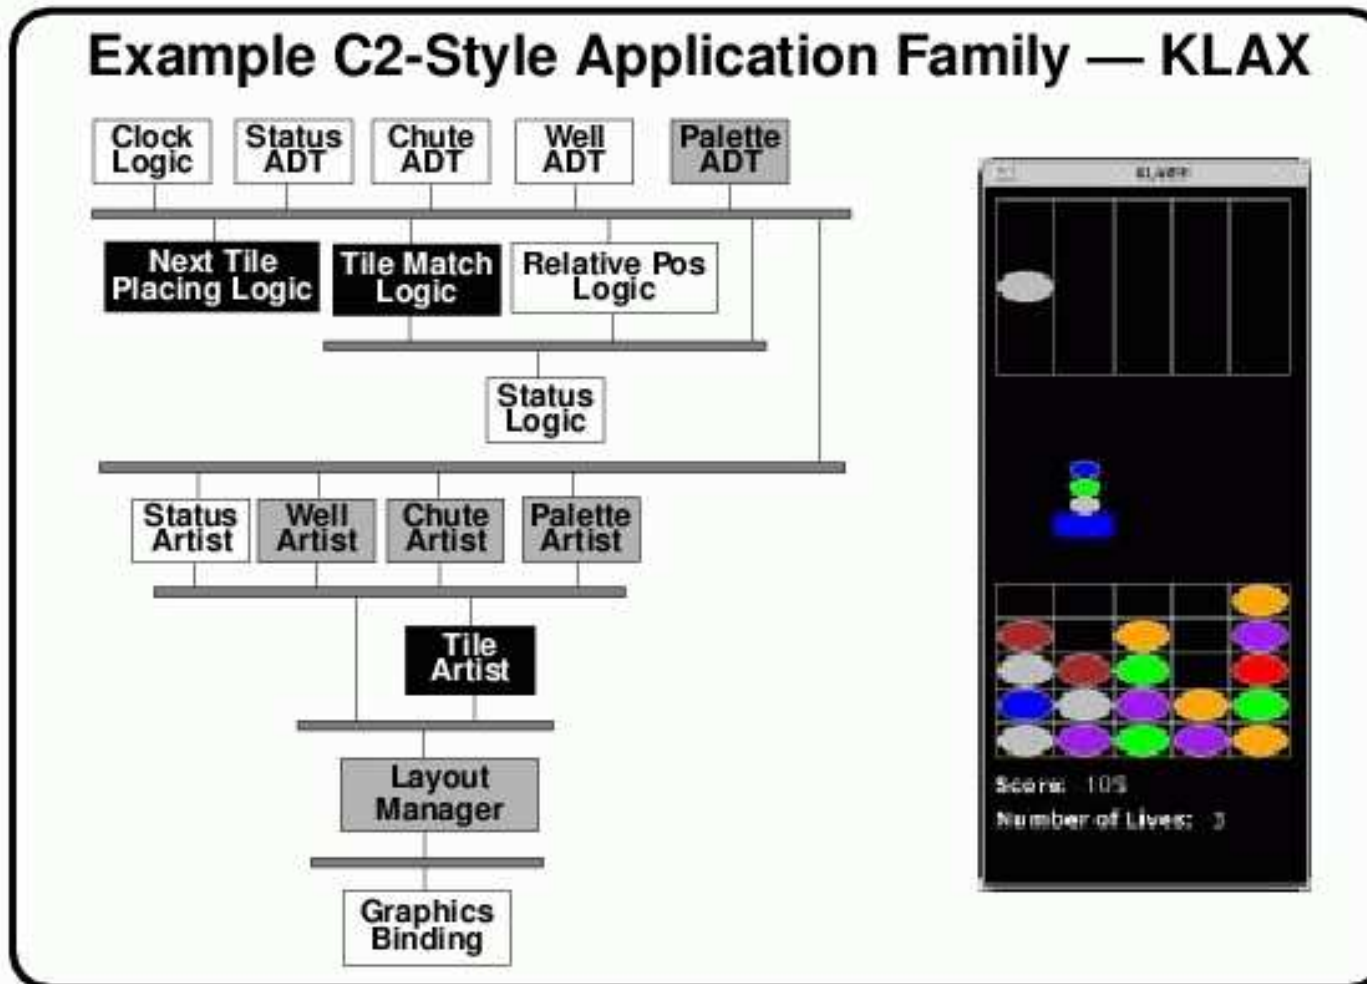 Example C2-Style Application Family — KLAX
Clock
Logic
Status
ADT
Chute
ADT
Well
ADT
Palette
ADT
Next Tile
Placing Logic
Tile Match
Logic
Relative Pos
Logic
Status
Logic
Status
Artist
Well
Artist
Chute
Artist
Palette
Artist
Tile
Artist
Layout
Manager
Graphics
Binding
Score:
Number of Lives: 3